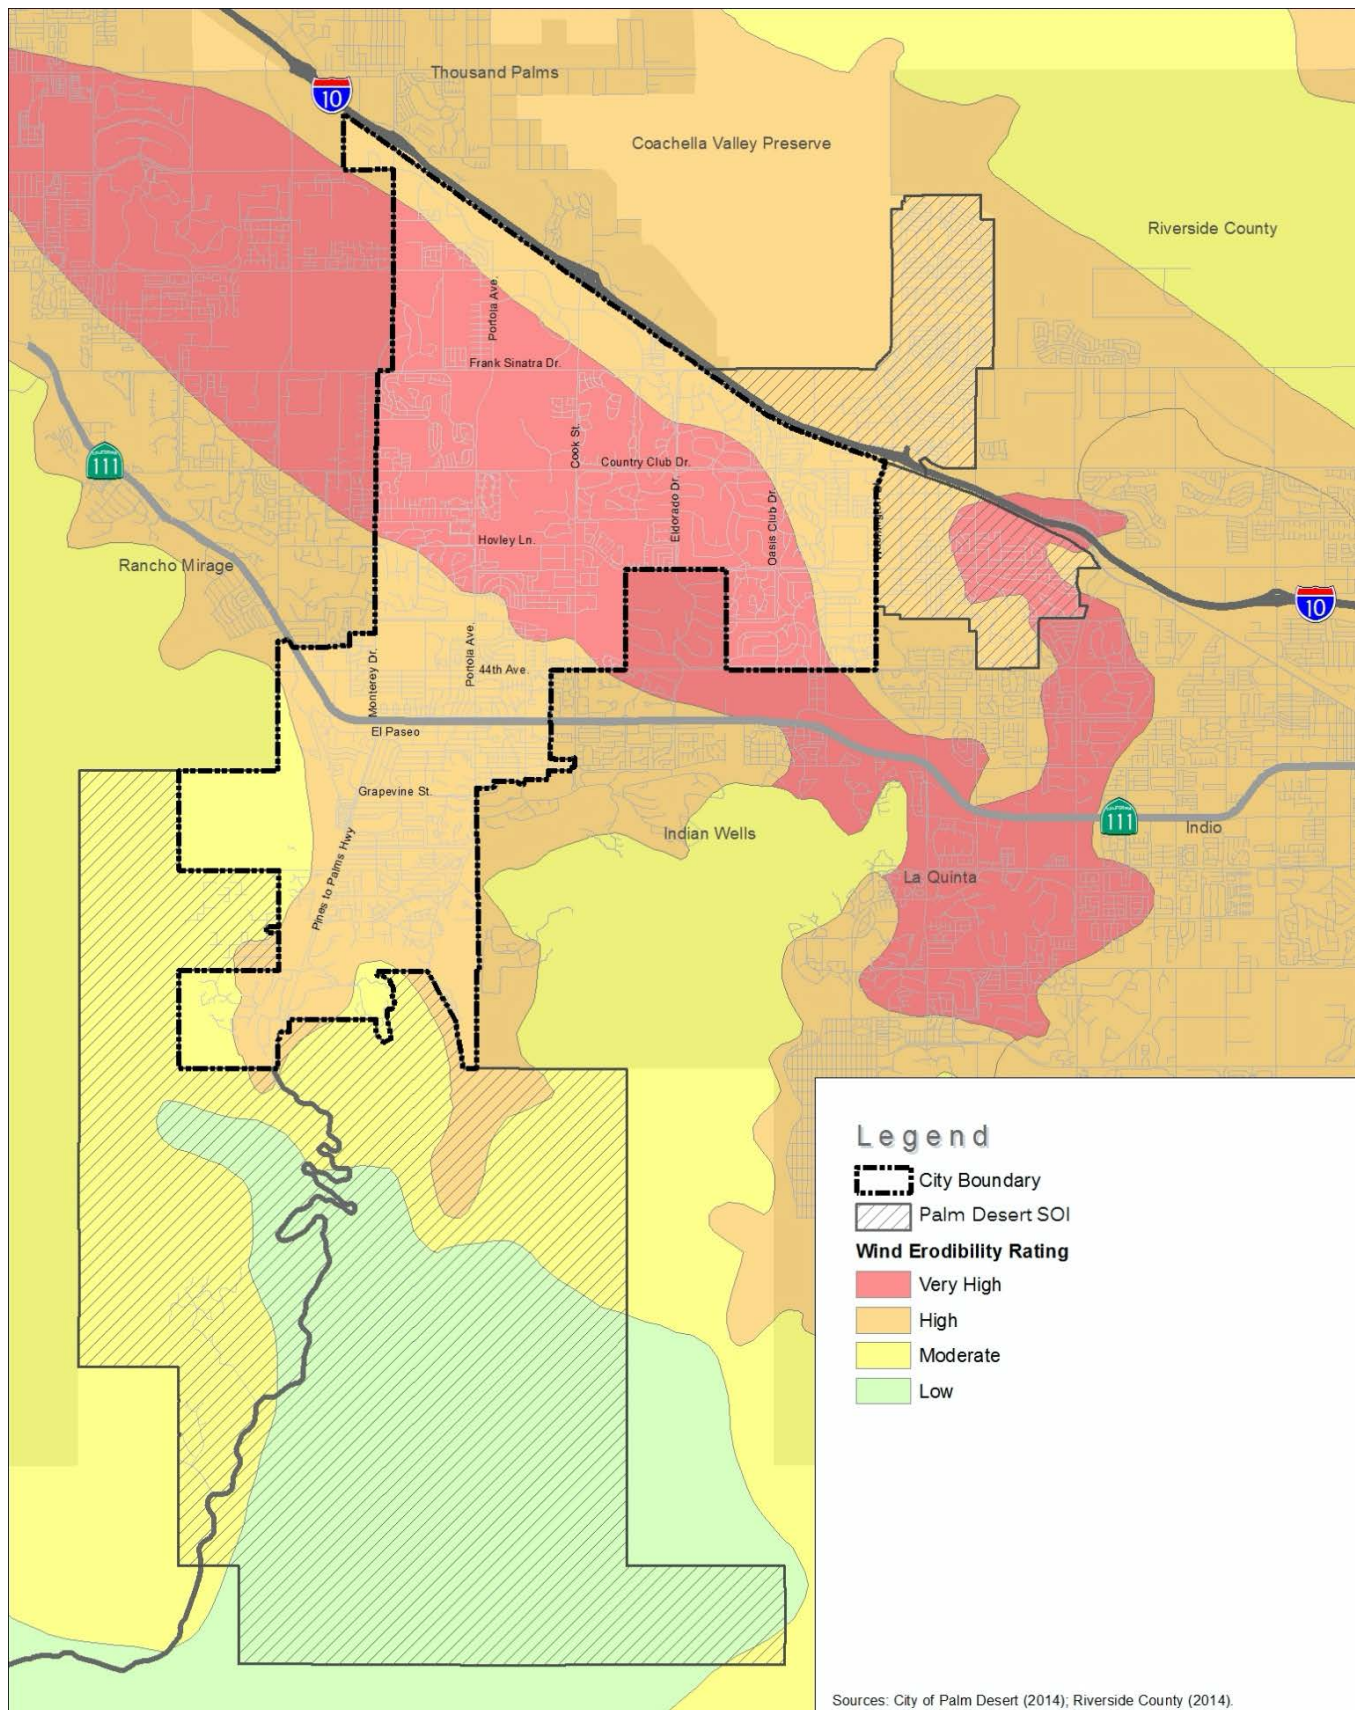 Thousand Palms
10
Coachella Valley Preserve
Riverside County
Portola Ave.
Frank Sinatra Dr.
Cook St.
Country Club Dr.
111
Eldorado Dr.
Oasis Club Dr.
Hovley Ln.
Rancho Mirage
10
Portola Ave.
44th Ave.
Monterey Dr.
El Paseo
Grapevine St.
Indian Wells
111
Indio
Pines to Palms Hwy
La Quinta
Legend
City Boundary
Palm Desert SOI
Wind Erodibility Rating
Very High
High
Moderate
Low
Sources: City of Palm Desert (2014); Riverside County (2014).